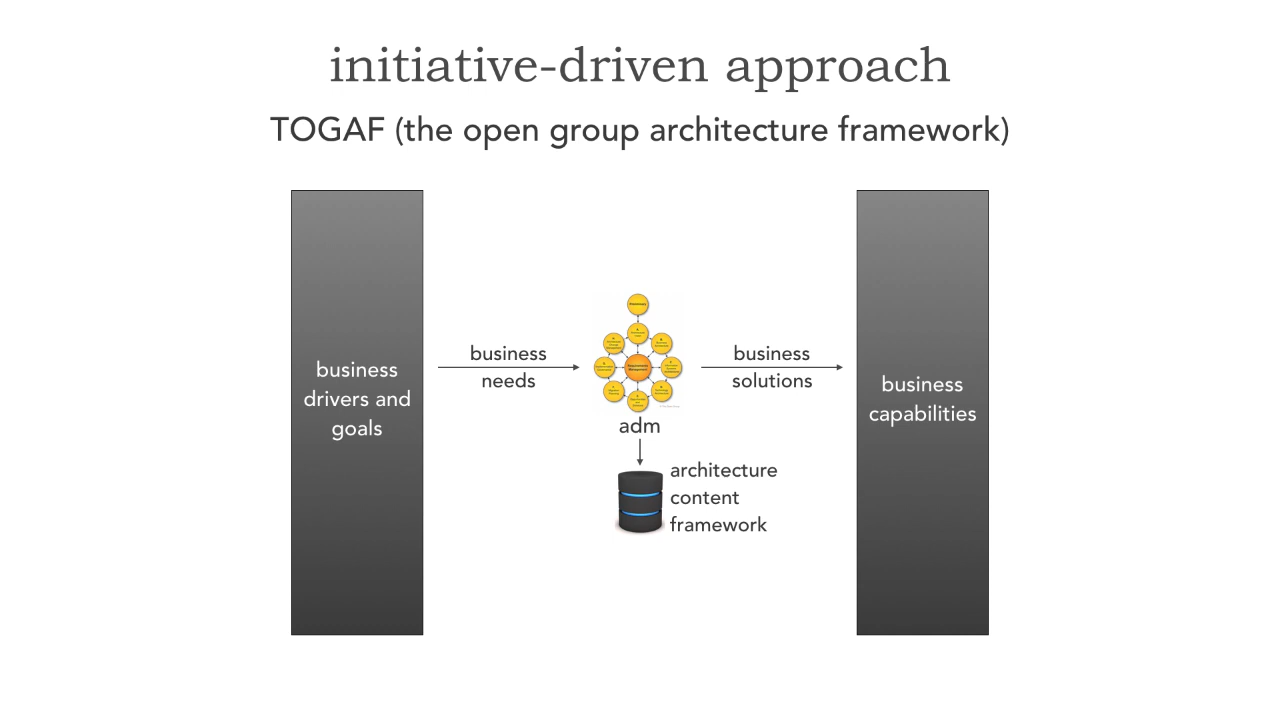 initiative-driven approach
TOGAF (the open group architecture framework)
business
drivers and
goals
business
needs
adm
architecture
content
framework
business
solutions
business
capabilities